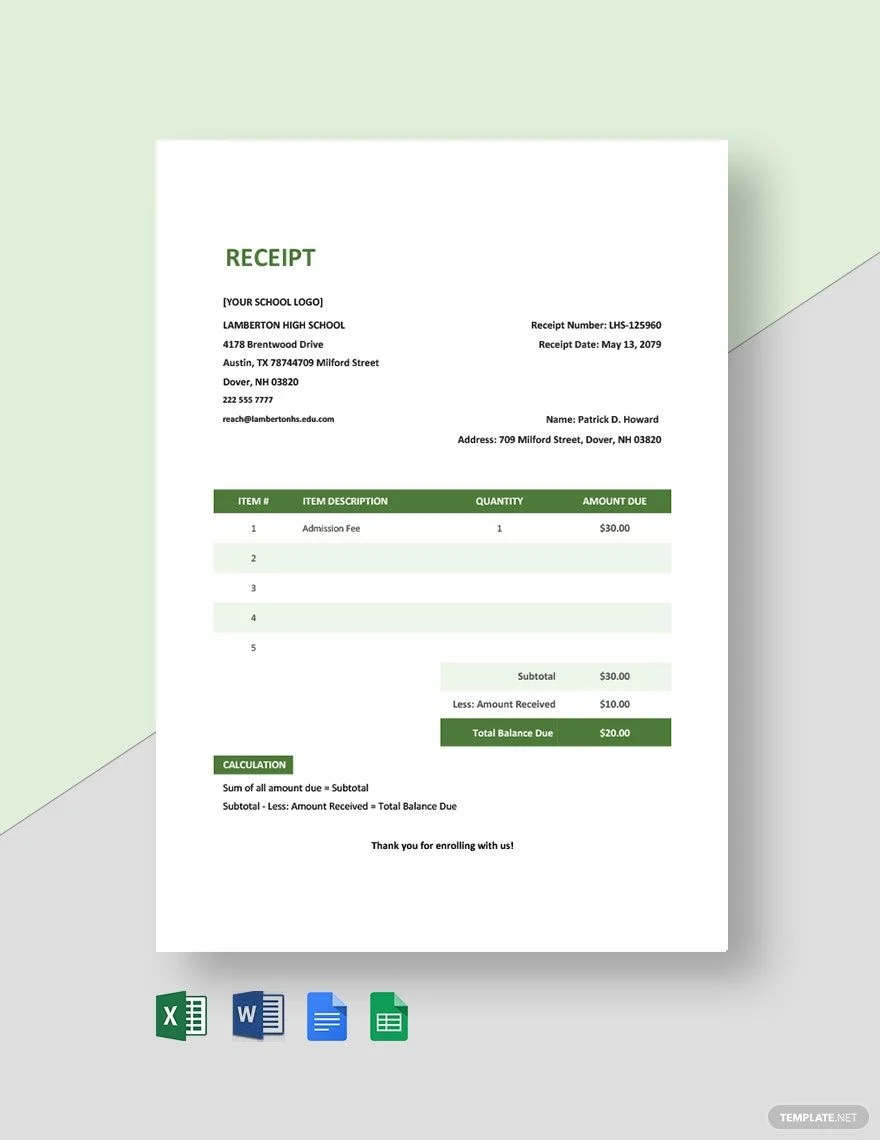 RECEIPT
[YOUR SCHOOL LOGO]
LAMBERTON HIGH SCHOOL
Receipt Number: LHS-125960
4178 Brentwood Drive
Receipt Date: May 13, 2079
Austin, TX 78744709 Milford Street
Dover, NH 03820
222 555 7777
reach@lambertonhs.edu.com
Name: Patrick D. Howard
Address: 709 Milford Street, Dover, NH 03820
ITEM # ITEM DESCRIPTION QUANTITY AMOUNT DUE
1 Admission Fee 1 $30.00
2
3
4
5
Subtotal $30.00
Less: Amount Received $10.00
Total Balance Due $20.00
CALCULATION
Sum of all amount due = Subtotal
Subtotal - Less: Amount Received = Total Balance Due
Thank you for enrolling with us!
X W
TEMPLATE.NET